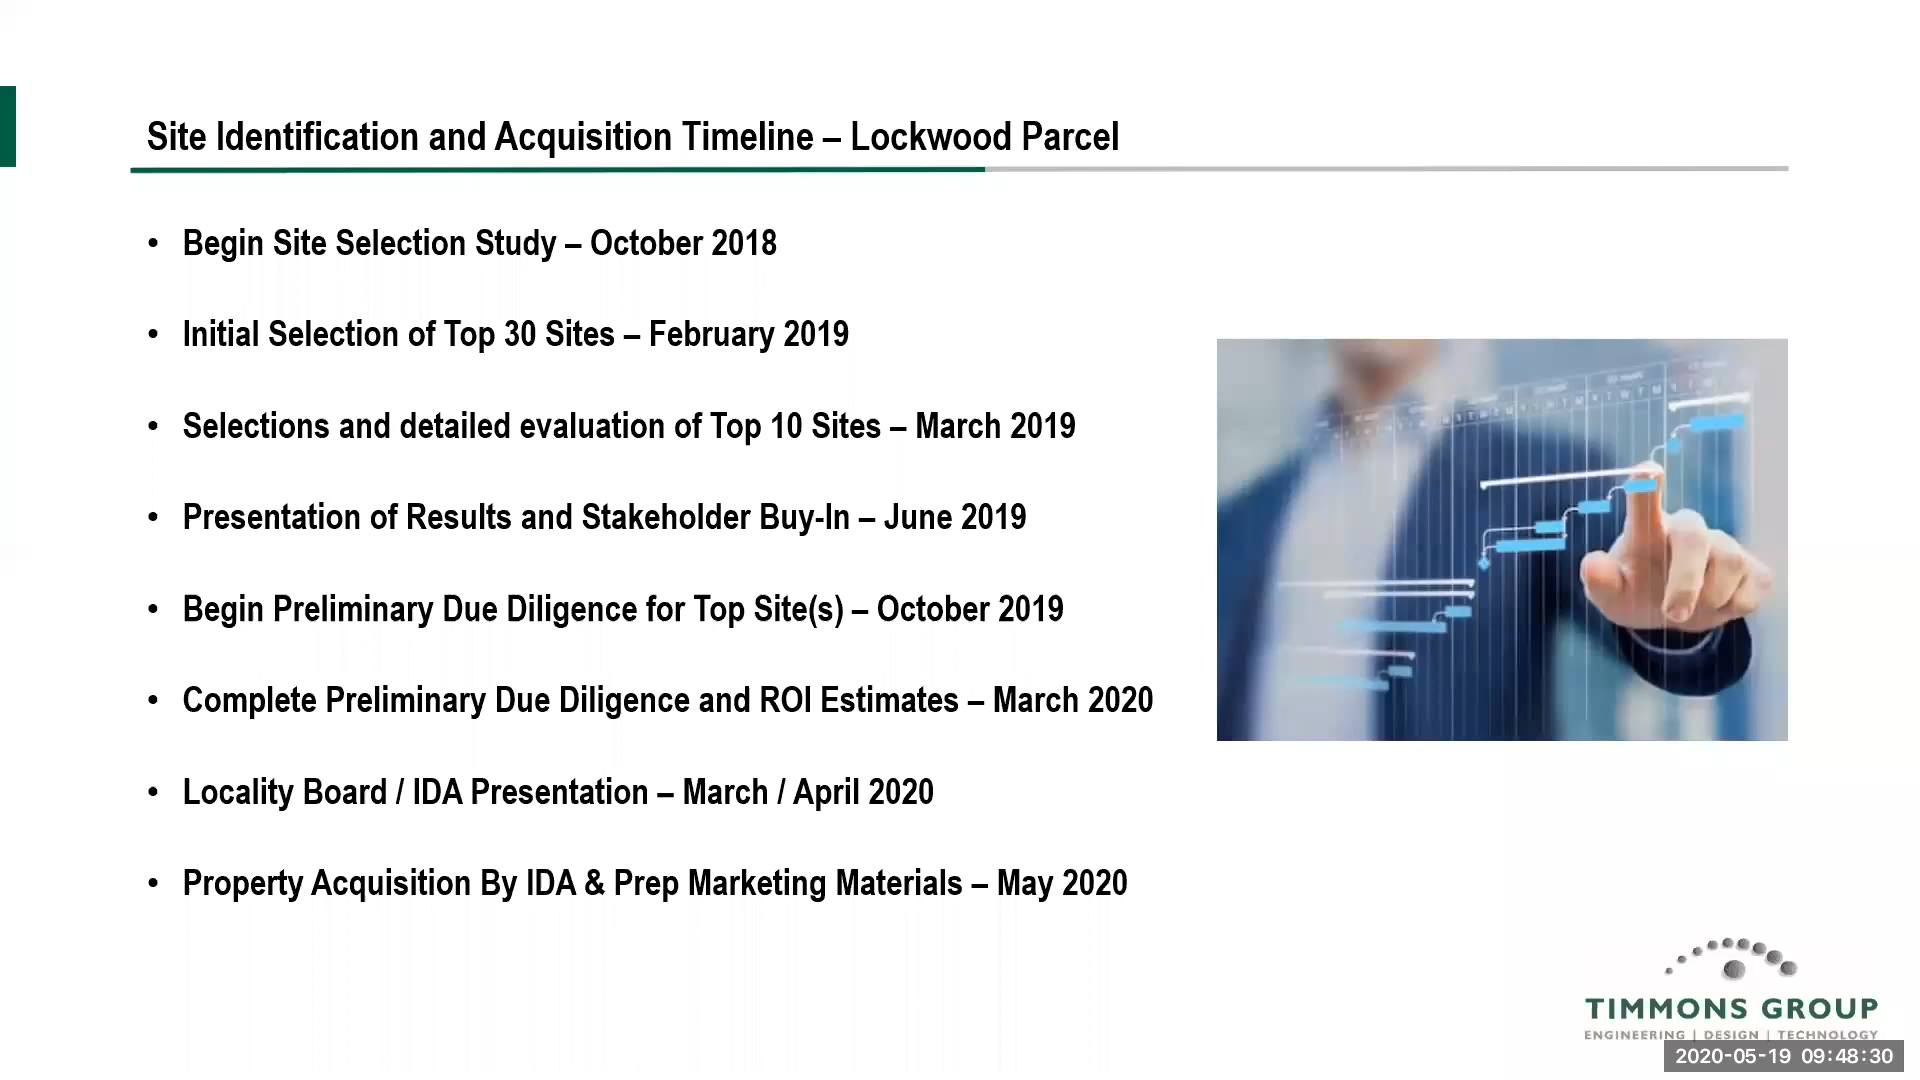 Site Identification and Acquisition Timeline – Lockwood Parcel
• Begin Site Selection Study – October 2018
• Initial Selection of Top 30 Sites – February 2019
• Selections and detailed evaluation of Top 10 Sites – March 2019
• Presentation of Results and Stakeholder Buy-In – June 2019
• Begin Preliminary Due Diligence for Top Site(s) – October 2019
• Complete Preliminary Due Diligence and ROI Estimates – March 2020
• Locality Board / IDA Presentation – March / April 2020
• Property Acquisition By IDA & Prep Marketing Materials – May 2020
TIMMONS GROUP
ENGINEERING | DESIGN | TECHNOLOGY
2020-05-19 09:48:30